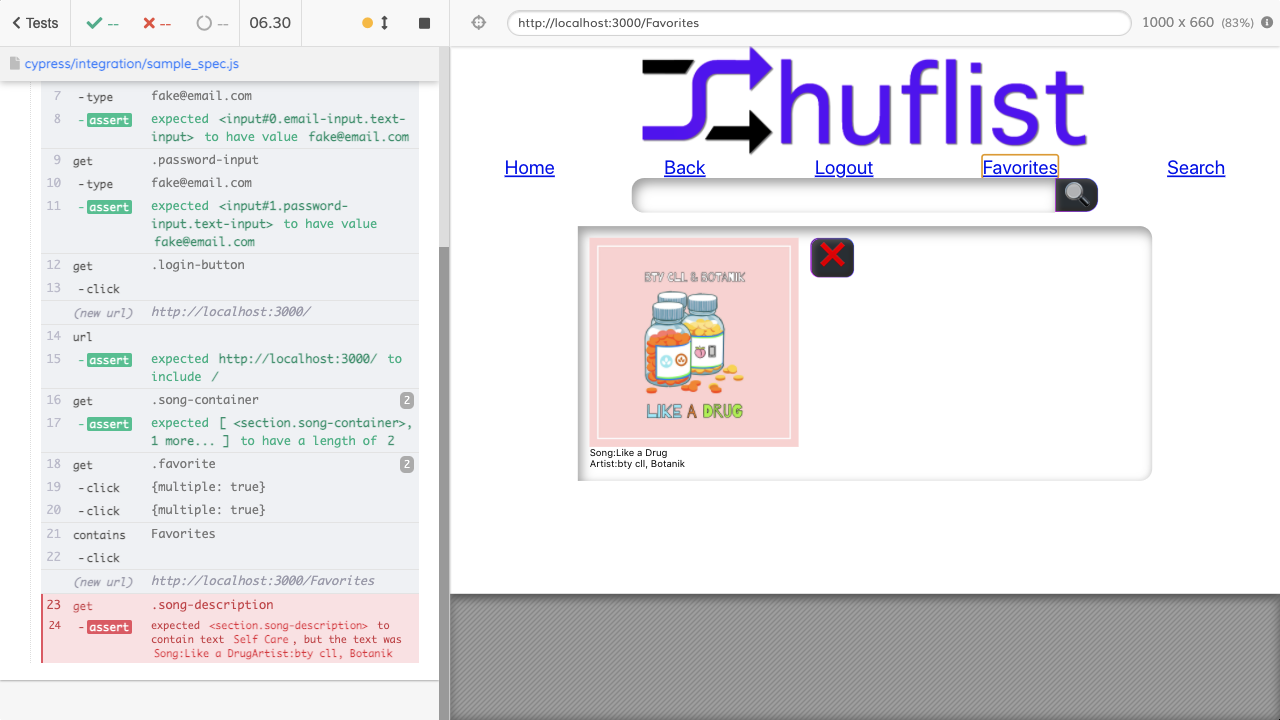 Tests
--
--
--
06.30
cypress/integration/sample_spec.js
7 -type fake@email.com
8 -assert expected <input#0.email-input.text-
input> to have value fake@email.com
9 get .password-input
10 -type fake@email.com
11 -assert expected <input#1.password-
input.text-input> to have value
fake@email.com
12 get .login-button
13 -click
(new url) http://localhost:3000/
14 url
15 -assert expected http://localhost:3000/ to
include /
16 get .song-container 2
17 -assert expected [ <section.song-container>,
1 more... ] to have a length of 2
18 get .favorite 2
19 -click {multiple: true}
20 -click {multiple: true}
21 contains Favorites
22 -click
(new url) http://localhost:3000/Favorites
23 get .song-description
24 -assert expected <section.song-description> to
contain text Self Care, but the text was
Song:Like a DrugArtist:bty cll, Botanik
http://localhost:3000/Favorites
1000 x 660 (83%)
huflist
Home Back Logout Favorites Search
BTY CLL & BOTANIK
LIKE A DRUG
Song:Like a Drug
Artist:bty cll, Botanik